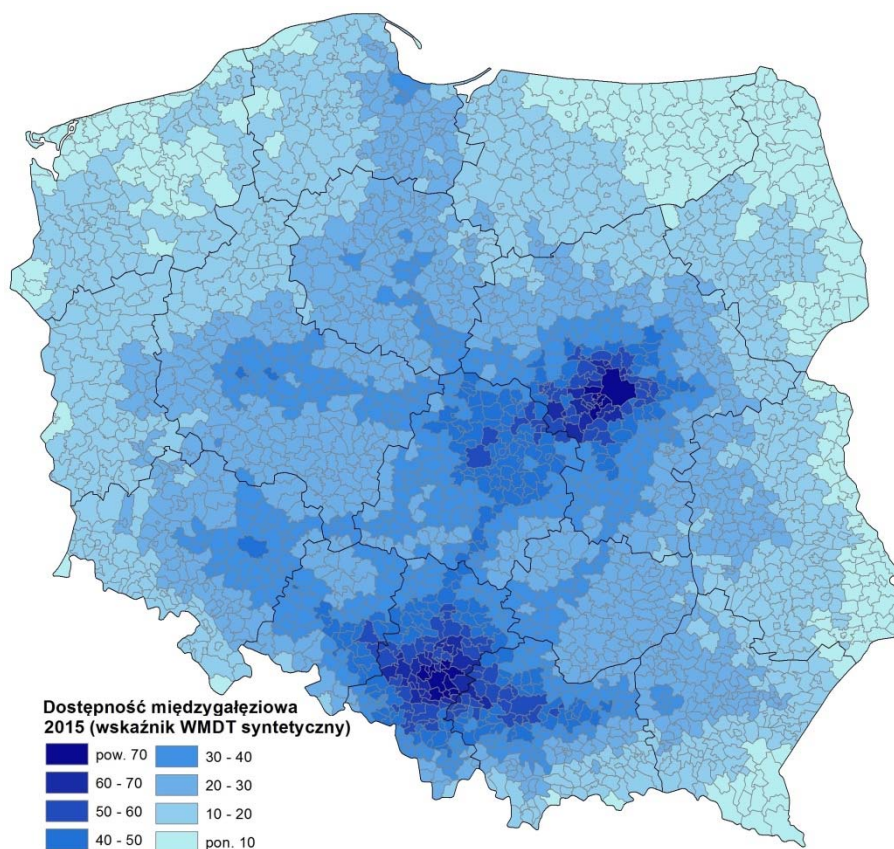 Dostępność międzygałęziowa
2015 (wskaźnik WMDT syntetyczny)
pow. 70
60 - 70
50 - 60
40 - 50
30 - 40
20 - 30
10 - 20
pon. 10